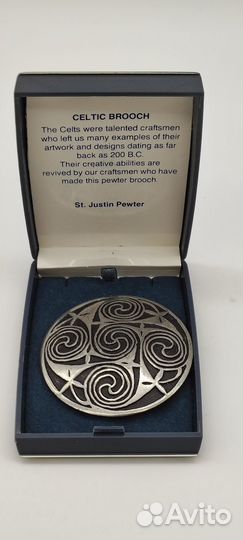 CELTIC BROOCH
The Celts were talented craftsmen
who left us many examples of their
artwork and designs dating as far
back as 200 B.C.
Their creative abilities are
revived by our craftsmen who have
made this pewter brooch.
St. Justin Pewter
Avito